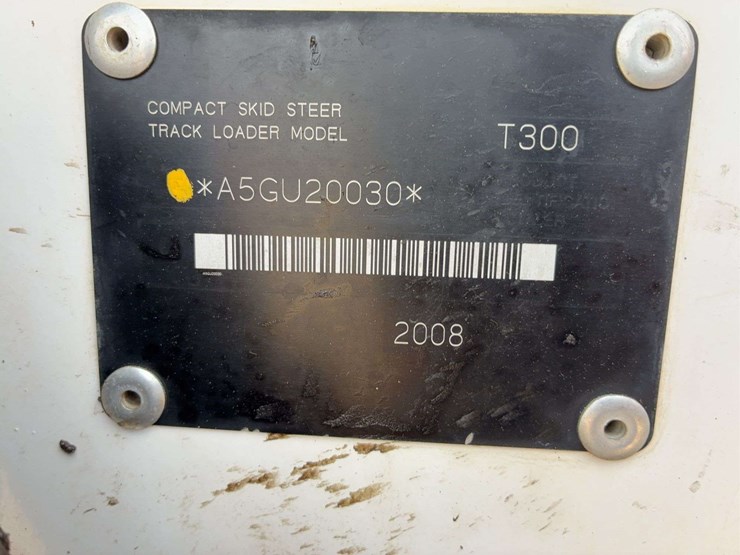 COMPACT SKID STEER
TRACK LOADER MODEL T300
*A5GU20030*
2008